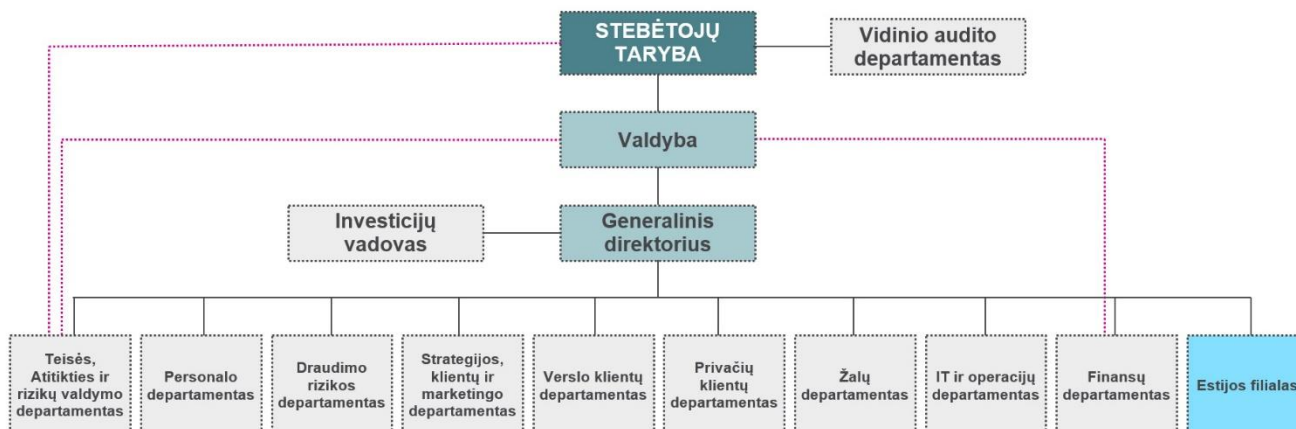 STEBĖTOJŲ
TARYBA
Vidinio audito
departamentas
Valdyba
Investicijų
vadovas
Generalinis
direktorius
Teisės,
Atitikties ir
rizikų valdymo
departamentas
Personalo
departamentas
Draudimo
rizikos
departamentas
Strategijos,
klientų ir
marketingo
departamentas
Verslo klientų
departamentas
Privačių
klientų
departamentas
Žalų
departamentas
IT ir operacijų
departamentas
Finansų
departamentas
Estijos filialas